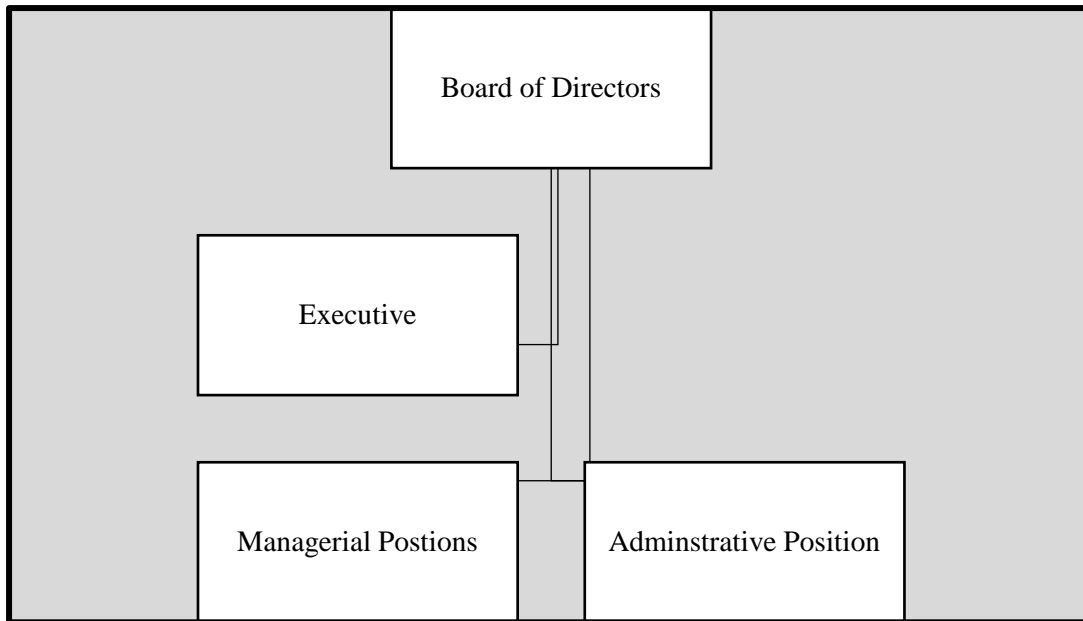 Board of Directors
Executive
Managerial Postions
Adminstrative Position